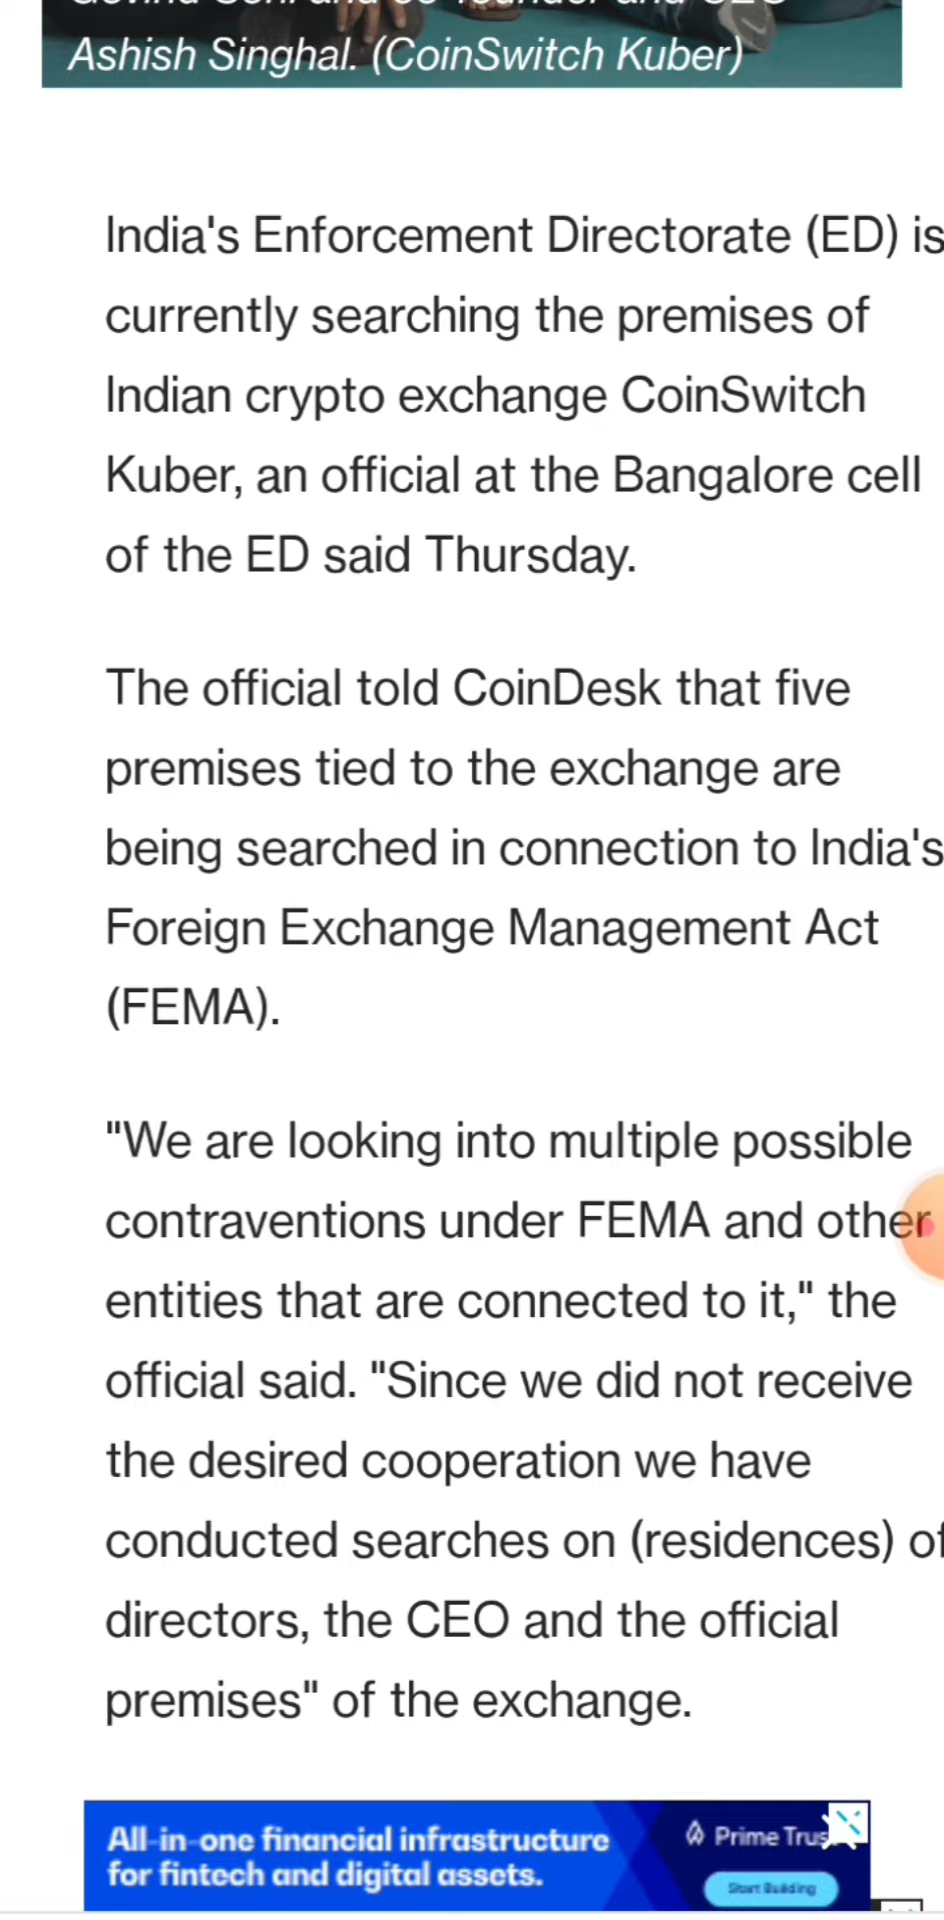 Ashish Singhal. (CoinSwitch Kuber)
India's Enforcement Directorate (ED) is
currently searching the premises of
Indian crypto exchange CoinSwitch
Kuber, an official at the Bangalore cell
of the ED said Thursday.
The official told CoinDesk that five
premises tied to the exchange are
being searched in connection to India's
Foreign Exchange Management Act
(FEMA).
"We are looking into multiple possible
contraventions under FEMA and other
entities that are connected to it," the
official said. "Since we did not receive
the desired cooperation we have
conducted searches on (residences) of
directors, the CEO and the official
premises" of the exchange.
All-in-one financial infrastructure
for fintech and digital assets.
Prime Trus
Start Building